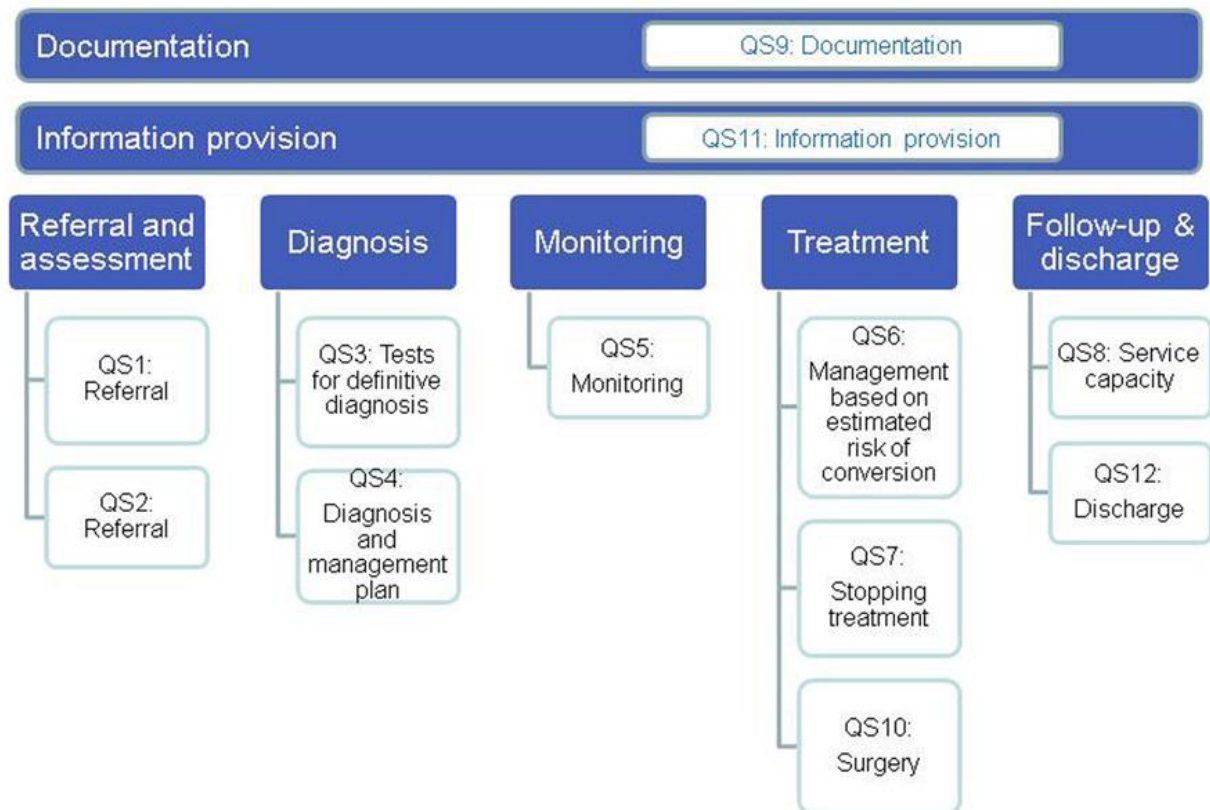 Documentation
QS9: Documentation
Information provision
QS11: Information provision
Referral and
assessment
QS1:
Referral
QS2:
Referral
Diagnosis
QS3: Tests
for definitive
diagnosis
QS4:
Diagnosis
and
management
plan
Monitoring
QS5:
Monitoring
Treatment
QS6:
Management
based on
estimated
risk of
conversion
QS7:
Stopping
treatment
QS10:
Surgery
Follow-up &
discharge
QS8: Service
capacity
QS12:
Discharge